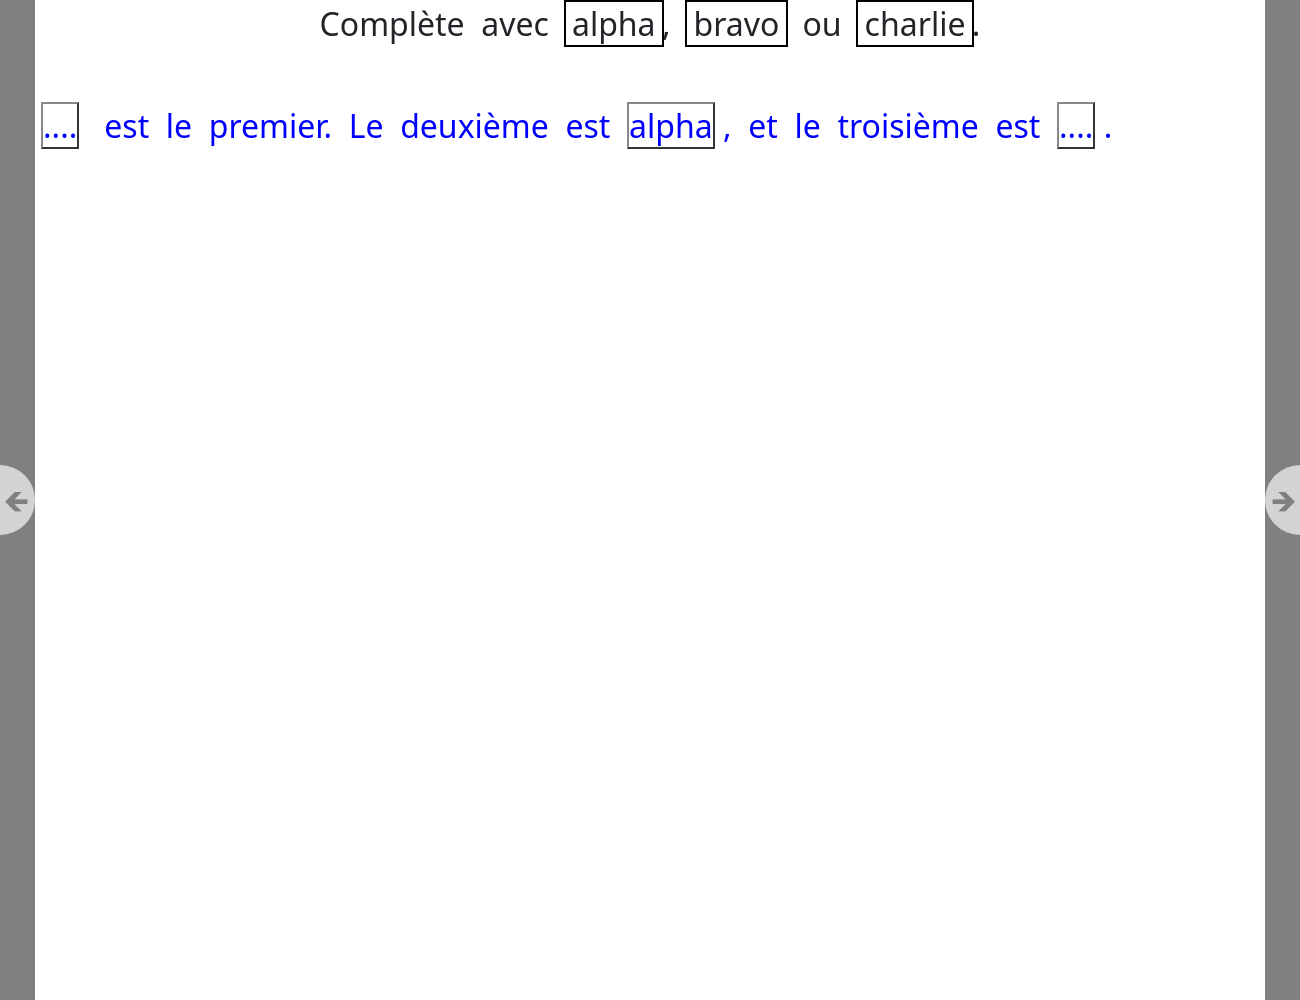 Complète avec alpha, bravo ou charlie.
.... est le premier. Le deuxième est alpha , et le troisième est .... .